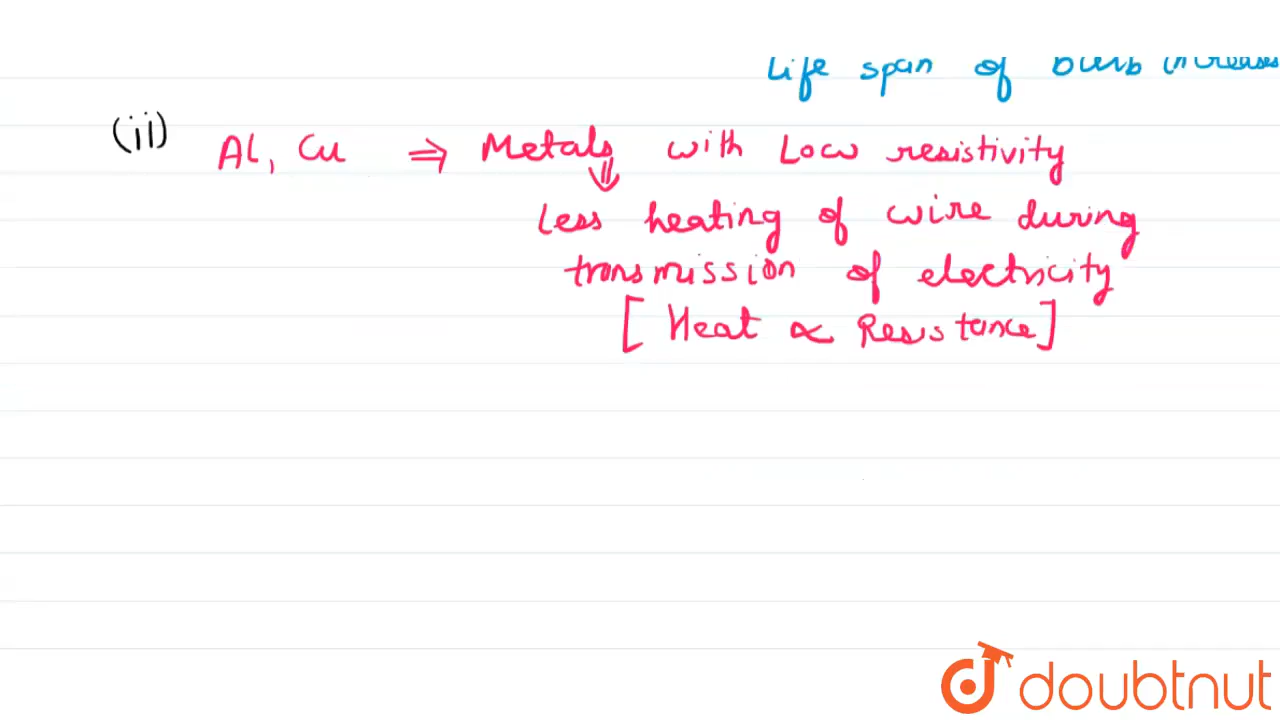 Life span of bulb increases
(ii) Al, Cu ⇒ Metals with Low resistivity
⇓
Less heating of wire during
transmission of electricity
[ Heat ∝ Resistance ]
doubtnut